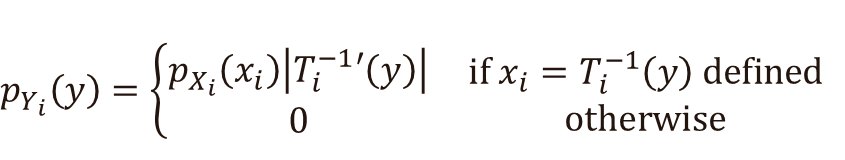 p_{Y_i}(y) = { p_{X_i}(x_i)|T_i^{-1}′(y)| if x_i = T_i^{-1}(y) defined
0 otherwise